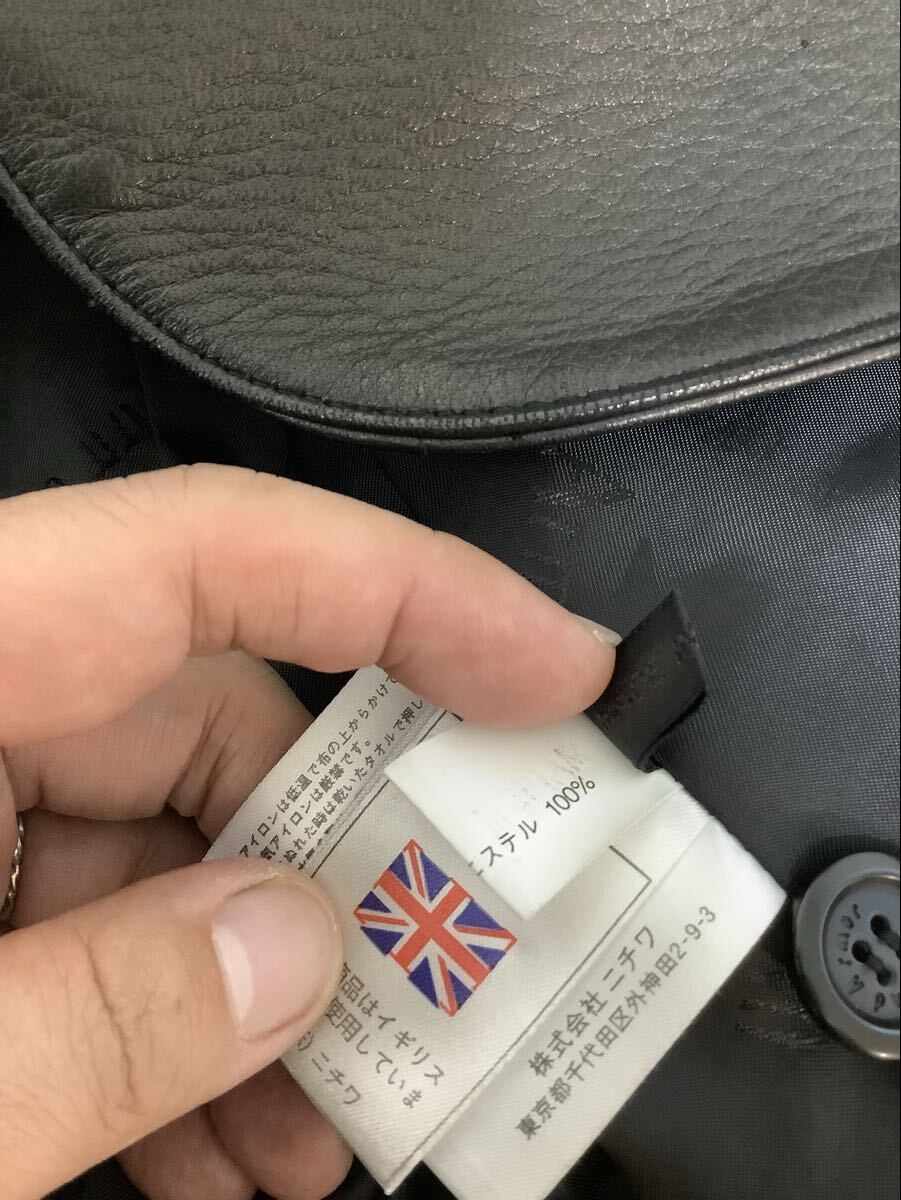 アイロンは低温で布の上からかけて
気アイロンは厳禁です。
ぬれた時は乾いたタオルで押し
エステル 100%
商品はイギリス
使用していま
㈱ニチワ
株式会社 ニチワ
東京都千代田区外神田2-9-3